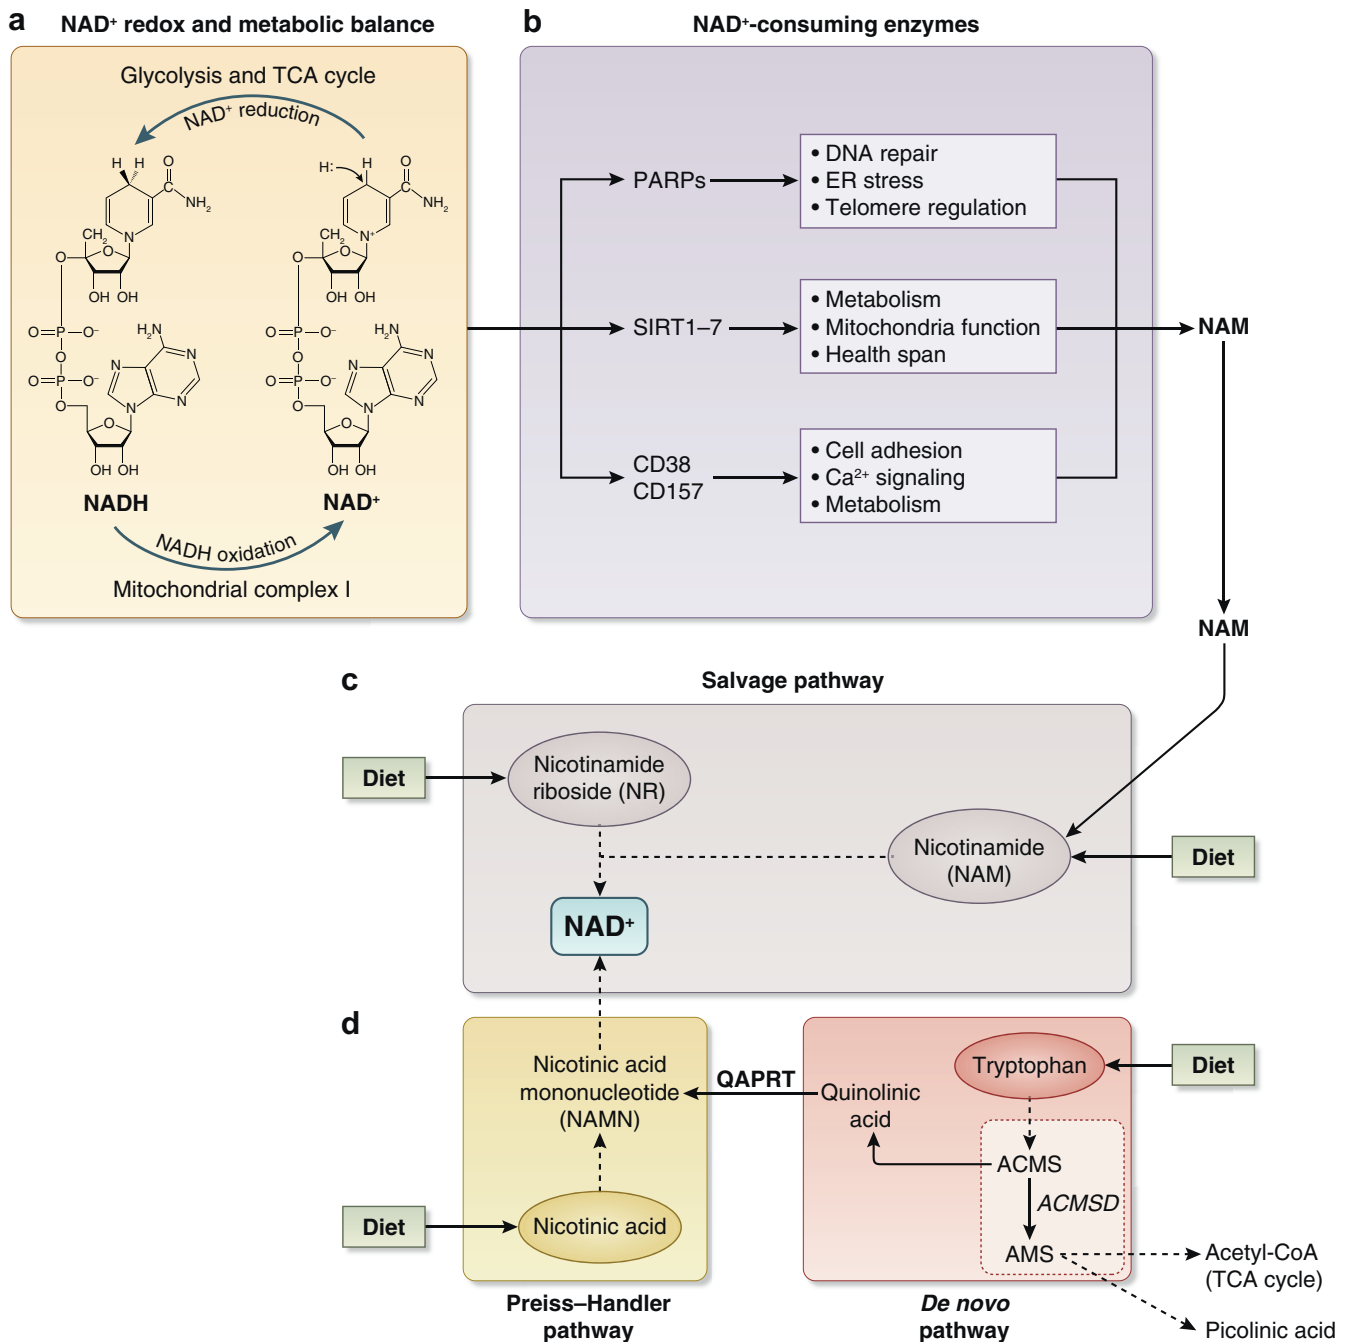 a NAD⁺ redox and metabolic balance
Glycolysis and TCA cycle
NAD⁺ reduction
H H O
C
NH₂
N
CH₂
O
O
OH OH
O=P–O⁻
O
O=P–O⁻
O
H₂N
N
N
N
N
O
OH OH
NADH
H: H O
C
NH₂
N⁺
CH₂
O
O
OH OH
O=P–O⁻
O
O=P–O⁻
O
H₂N
N
N
N
N
O
OH OH
NAD⁺
NADH oxidation
Mitochondrial complex I
b NAD⁺-consuming enzymes
PARPs
• DNA repair
• ER stress
• Telomere regulation
SIRT1–7
• Metabolism
• Mitochondria function
• Health span
CD38
CD157
• Cell adhesion
• Ca²⁺ signaling
• Metabolism
NAM
NAM
c Salvage pathway
Diet
Nicotinamide
riboside (NR)
Nicotinamide
(NAM)
Diet
NAD⁺
d
Nicotinic acid
mononucleotide
(NAMN)
Diet
Nicotinic acid
Preiss–Handler
pathway
QAPRT
Quinolinic
acid
Tryptophan
Diet
ACMS
ACMSD
AMS
Acetyl-CoA
(TCA cycle)
Picolinic acid
De novo
pathway